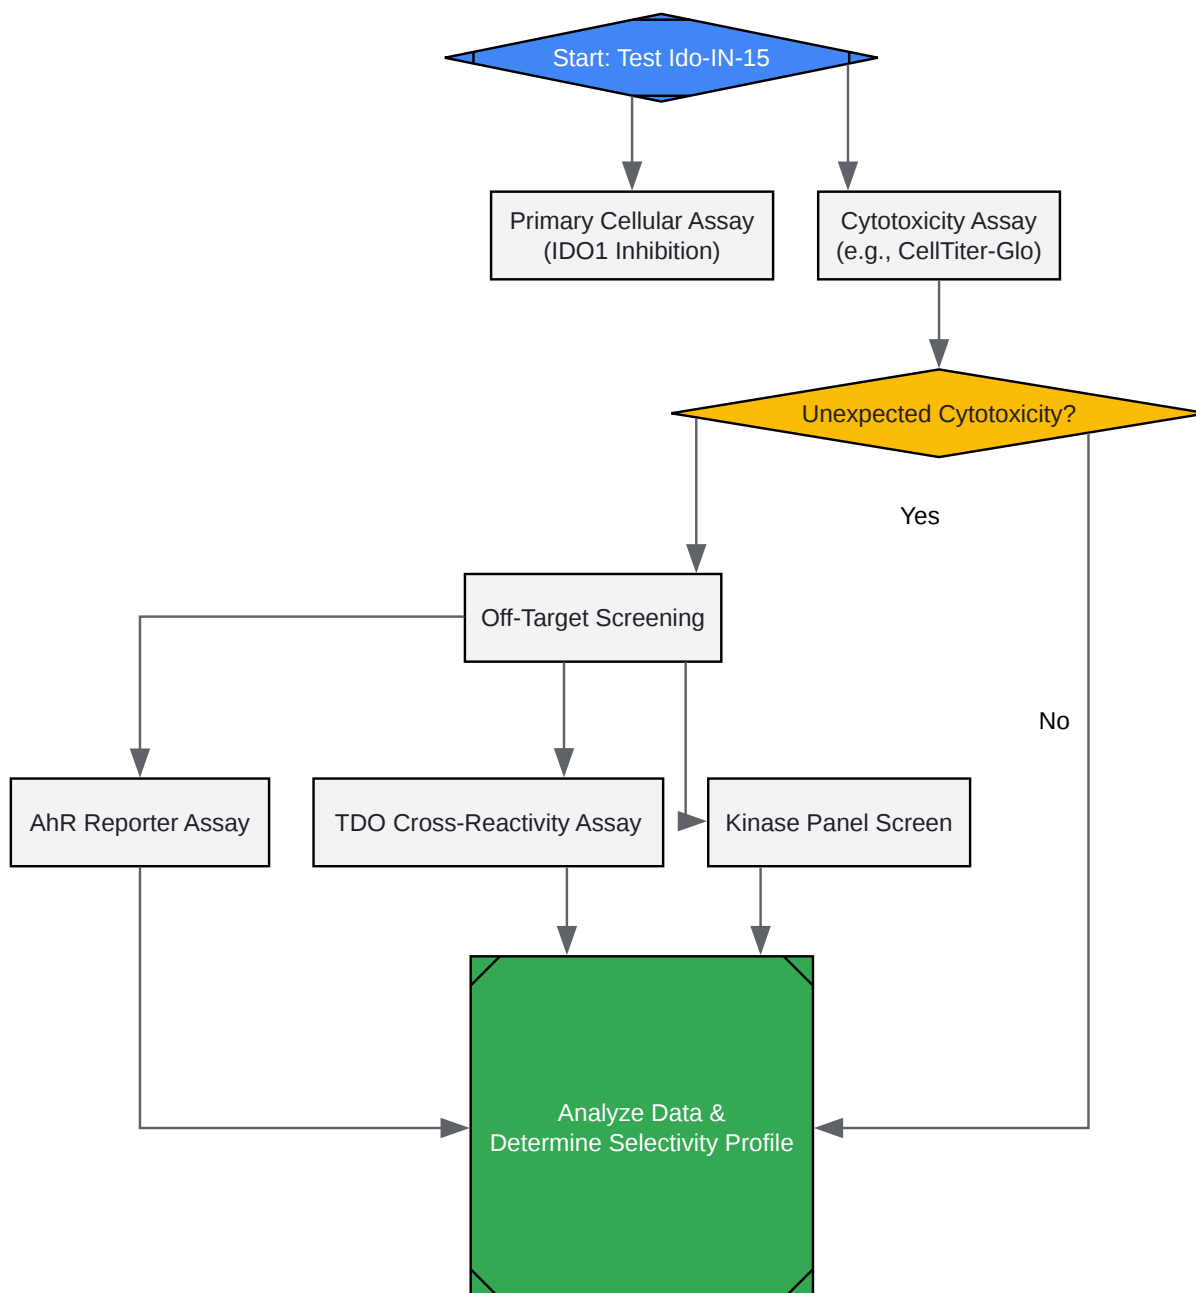 Start: Test Ido-IN-15
Primary Cellular Assay
(IDO1 Inhibition)
Cytotoxicity Assay
(e.g., CellTiter-Glo)
Unexpected Cytotoxicity?
Yes
Off-Target Screening
No
AhR Reporter Assay
TDO Cross-Reactivity Assay
Kinase Panel Screen
Analyze Data &
Determine Selectivity Profile